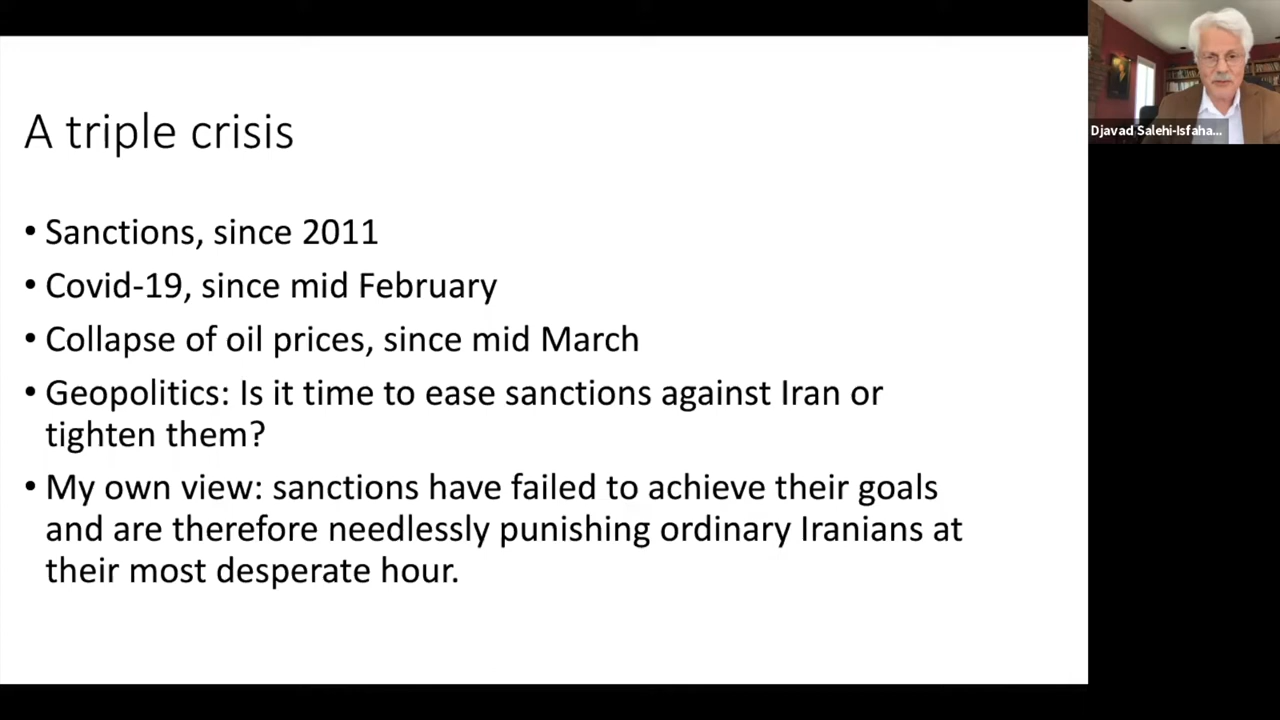 A triple crisis
• Sanctions, since 2011
• Covid-19, since mid February
• Collapse of oil prices, since mid March
• Geopolitics: Is it time to ease sanctions against Iran or
tighten them?
• My own view: sanctions have failed to achieve their goals
and are therefore needlessly punishing ordinary Iranians at
their most desperate hour.
Djavad Salehi-Isfaha...